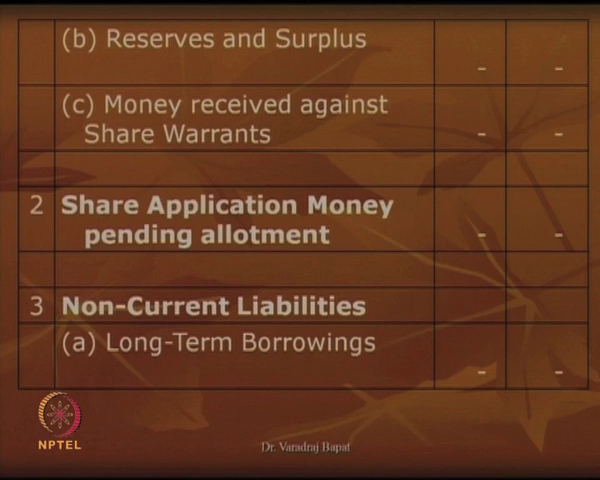 (b) Reserves and Surplus
- -
(c) Money received against
Share Warrants
- -
2 Share Application Money
pending allotment
- -
3 Non-Current Liabilities
(a) Long-Term Borrowings
- -
NPTEL
Dr. Varadraj Bapat